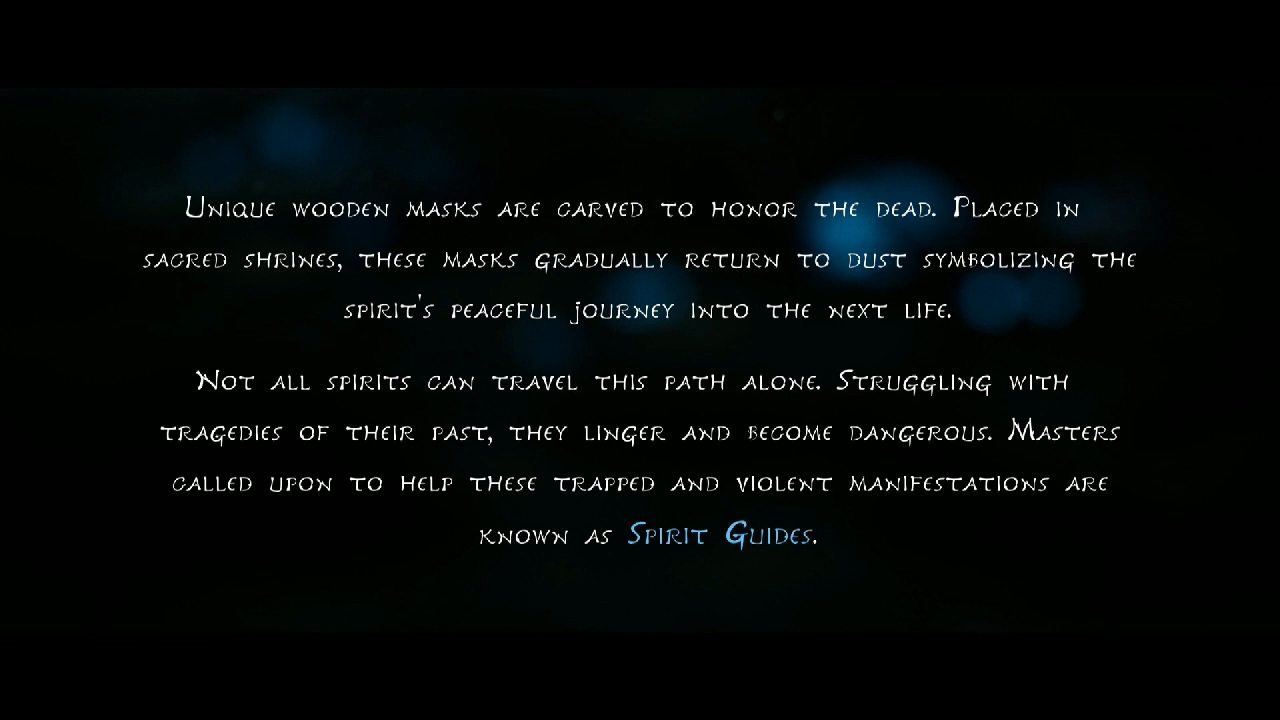 Unique wooden masks are carved to honor the dead. Placed in
sacred shrines, these masks gradually return to dust symbolizing the
spirit's peaceful journey into the next life.
Not all spirits can travel this path alone. Struggling with
tragedies of their past, they linger and become dangerous. Masters
called upon to help these trapped and violent manifestations are
known as Spirit Guides.